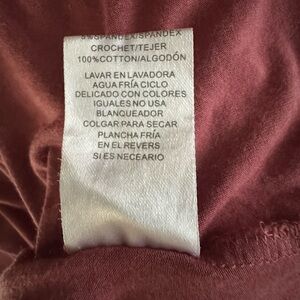 5%SPANDEX/SPANDEX
CROCHET/TEJER
100%COTTON/ALGODÓN
LAVAR EN LAVADORA
AGUA FRÍA CICLO
DELICADO CON COLORES
IGUALES NO USA
BLANQUEADOR
COLGAR PARA SECAR
PLANCHA FRÍA
EN EL REVERS
SI ES NECEARIO